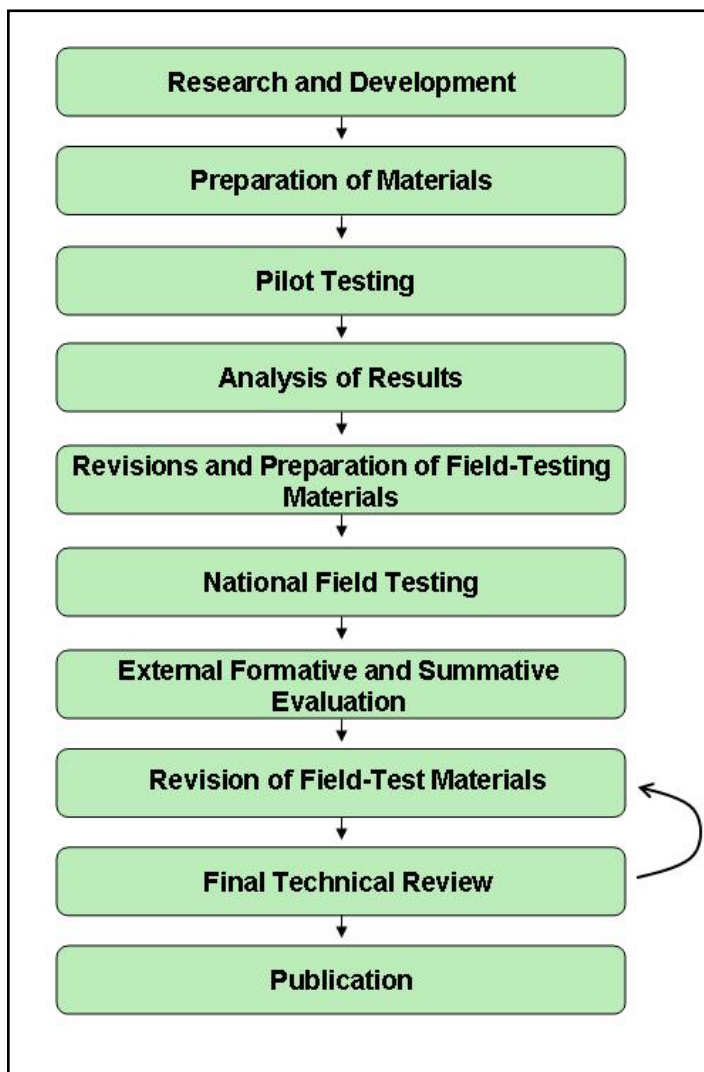 Research and Development
Preparation of Materials
Pilot Testing
Analysis of Results
Revisions and Preparation of Field-Testing
Materials
National Field Testing
External Formative and Summative
Evaluation
Revision of Field-Test Materials
Final Technical Review
Publication